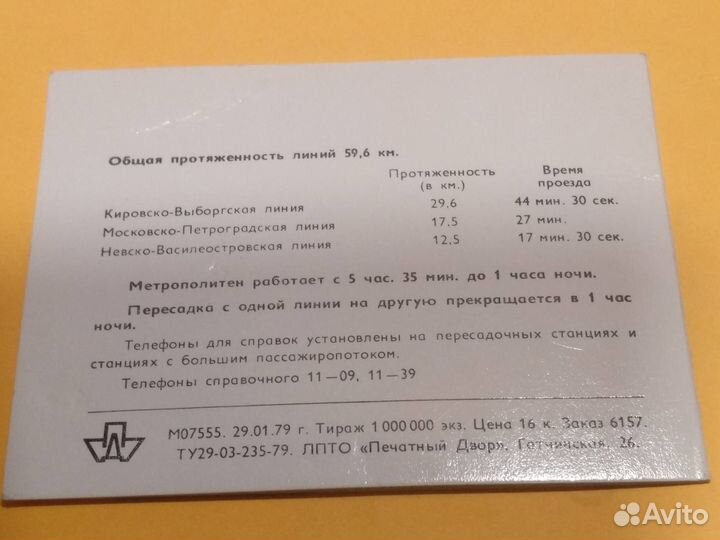 Общая протяженность линий 59,6 км.
Протяженность Время
(в км.) проезда
Кировско-Выборгская линия 29,6 44 мин. 30 сек.
Московско-Петроградская линия 17,5 27 мин.
Невско-Василеостровская линия 12,5 17 мин. 30 сек.
Метрополитен работает с 5 час. 35 мин. до 1 часа ночи.
Пересадка с одной линии на другую прекращается в 1 час
ночи.
Телефоны для справок установлены на пересадочных станциях и
станциях с большим пассажиропотоком.
Телефоны справочного 11—09, 11—39
М07555. 29.01.79 г. Тираж 1 000 000 экз. Цена 16 к. Заказ 6157.
ТУ29-03-235-79. ЛПТО «Печатный Двор». Гатчинская, 26.
Avito